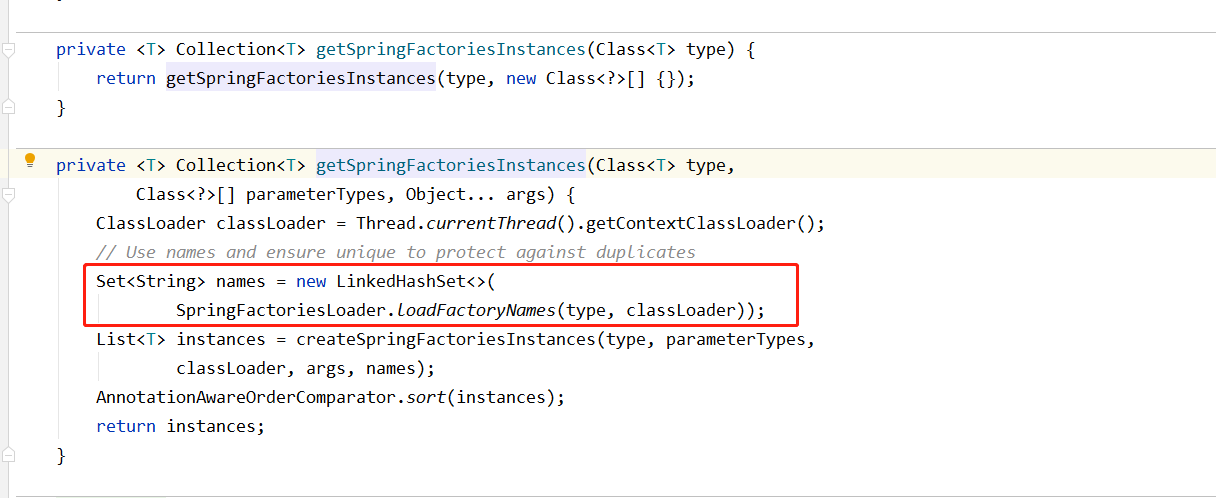 private <T> Collection<T> getSpringFactoriesInstances(Class<T> type) {
return getSpringFactoriesInstances(type, new Class<?>[] {});
}
private <T> Collection<T> getSpringFactoriesInstances(Class<T> type,
Class<?>[] parameterTypes, Object... args) {
ClassLoader classLoader = Thread.currentThread().getContextClassLoader();
// Use names and ensure unique to protect against duplicates
Set<String> names = new LinkedHashSet<>(
SpringFactoriesLoader.loadFactoryNames(type, classLoader));
List<T> instances = createSpringFactoriesInstances(type, parameterTypes,
classLoader, args, names);
AnnotationAwareOrderComparator.sort(instances);
return instances;
}